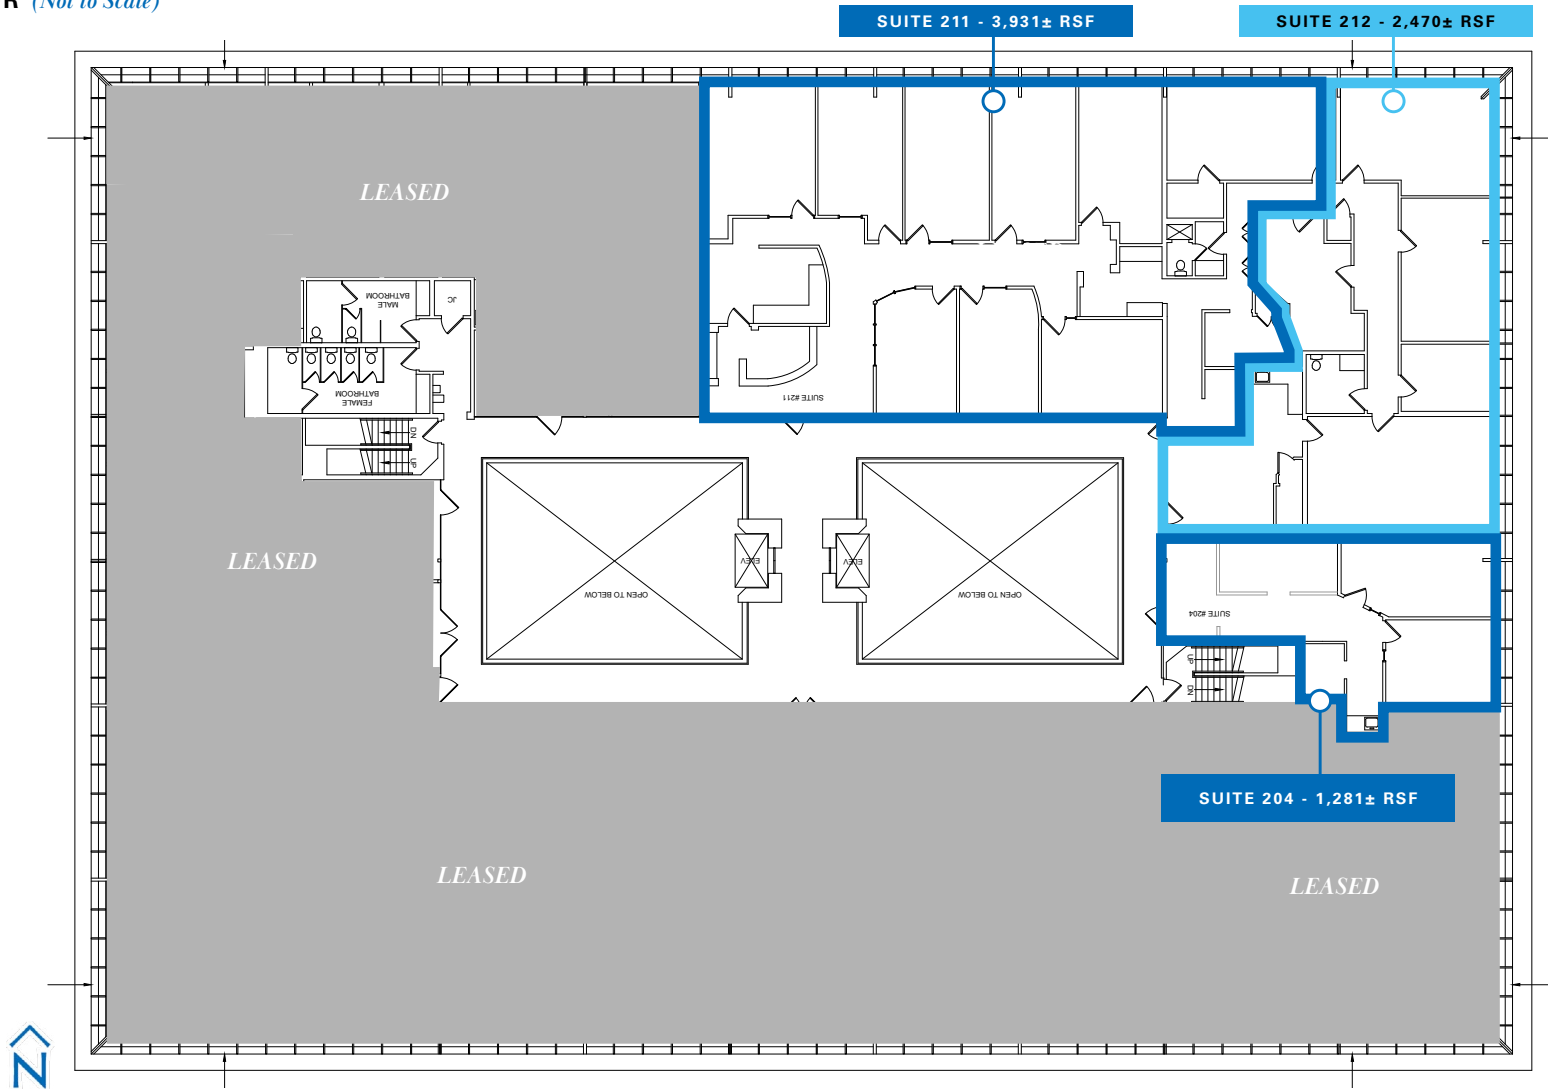 R (Not to Scale)
SUITE 211 - 3,931± RSF
SUITE 212 - 2,470± RSF
LEASED
MALE
BATHROOM
JC
FEMALE
BATHROOM
SUITE #211
DN
UP
LEASED
ELEV
ELEV
OPEN TO BELOW
OPEN TO BELOW
SUITE #204
UP
DN
SUITE 204 - 1,281± RSF
LEASED
LEASED
N